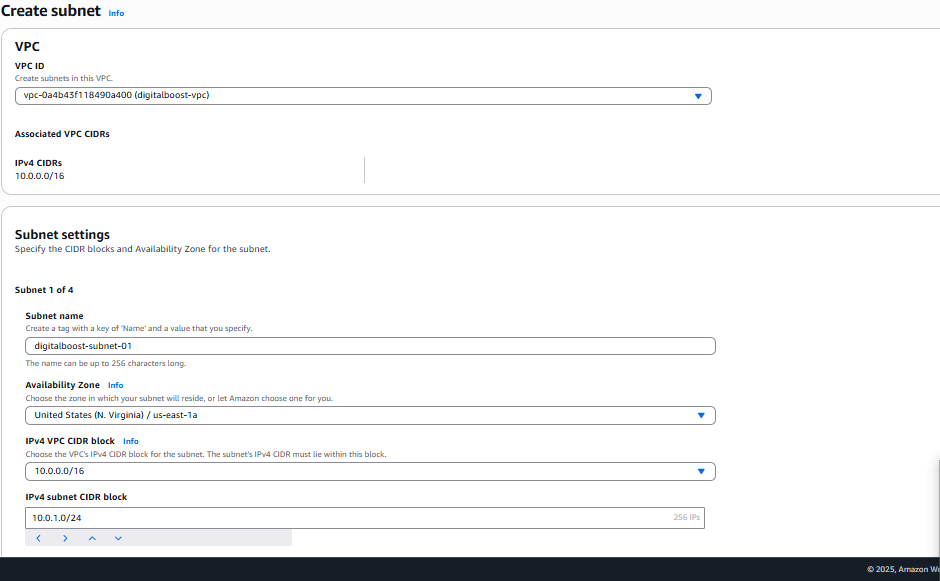 Create subnet Info
VPC
VPC ID
Create subnets in this VPC.
vpc-0a4b43f118490a400 (digitalboost-vpc)
Associated VPC CIDRs
IPv4 CIDRs
10.0.0.0/16
Subnet settings
Specify the CIDR blocks and Availability Zone for the subnet.
Subnet 1 of 4
Subnet name
Create a tag with a key of 'Name' and a value that you specify.
digitalboost-subnet-01
The name can be up to 256 characters long.
Availability Zone Info
Choose the zone in which your subnet will reside, or let Amazon choose one for you.
United States (N. Virginia) / us-east-1a
IPv4 VPC CIDR block Info
Choose the VPC's IPv4 CIDR block for the subnet. The subnet's IPv4 CIDR must lie within this block.
10.0.0.0/16
IPv4 subnet CIDR block
10.0.1.0/24 256 IPs
© 2025, Amazon We